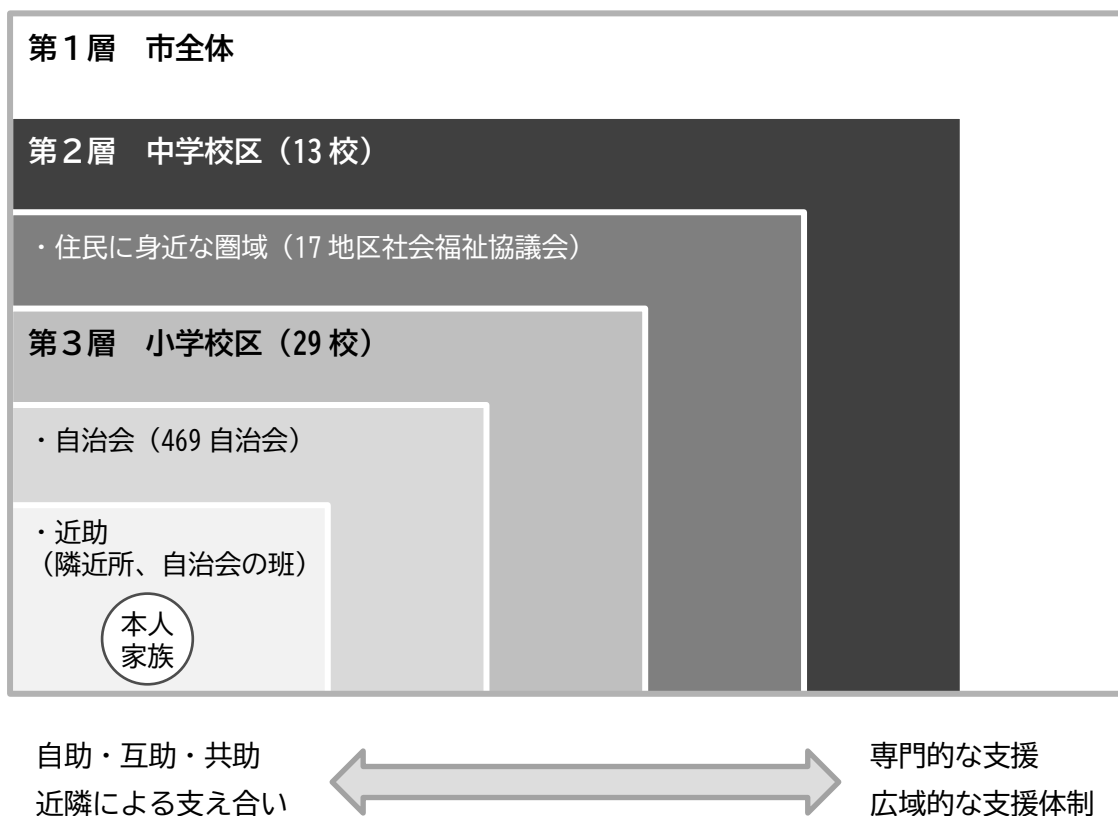 第１層　市全体
第２層　中学校区（13 校）
・住民に身近な圏域（17 地区社会福祉協議会）
第３層　小学校区（29 校）
・自治会（469 自治会）
・近助
（隣近所、自治会の班）
本人
家族
自助・互助・共助
近隣による支え合い
専門的な支援
広域的な支援体制